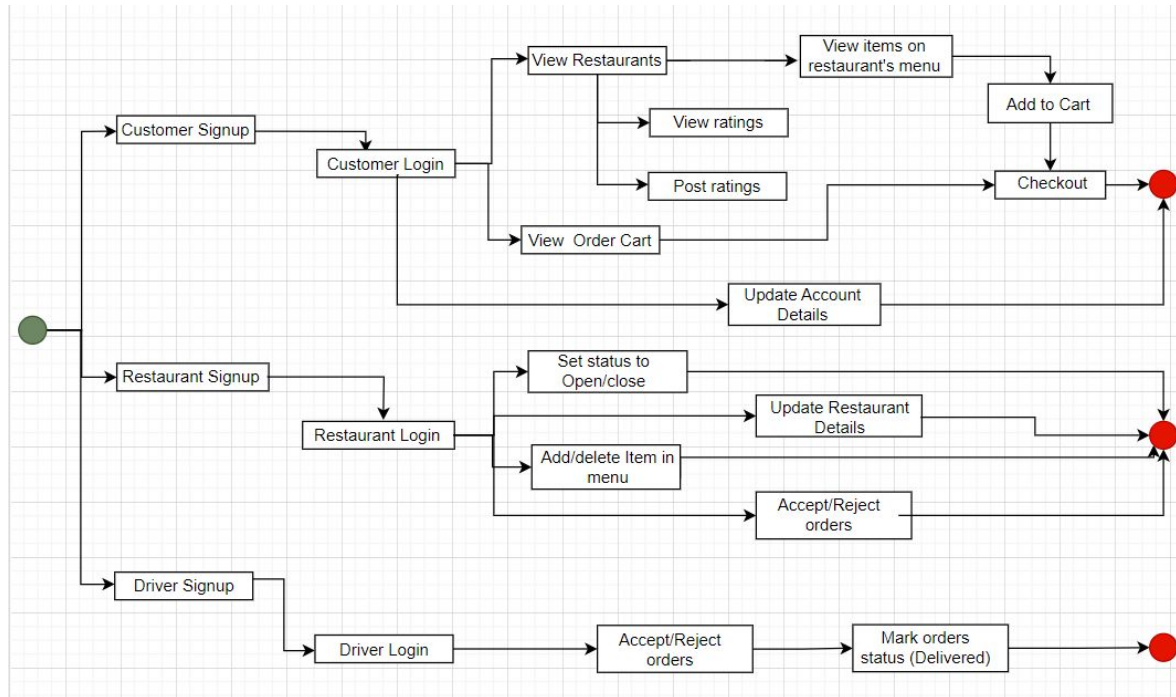 View Restaurants
View items on
restaurant's menu
Add to Cart
Customer Signup
View ratings
Customer Login
Post ratings
Checkout
View Order Cart
Update Account
Details
Set status to
Open/close
Restaurant Signup
Update Restaurant
Details
Restaurant Login
Add/delete Item in
menu
Accept/Reject
orders
Driver Signup
Driver Login
Accept/Reject
orders
Mark orders
status (Delivered)